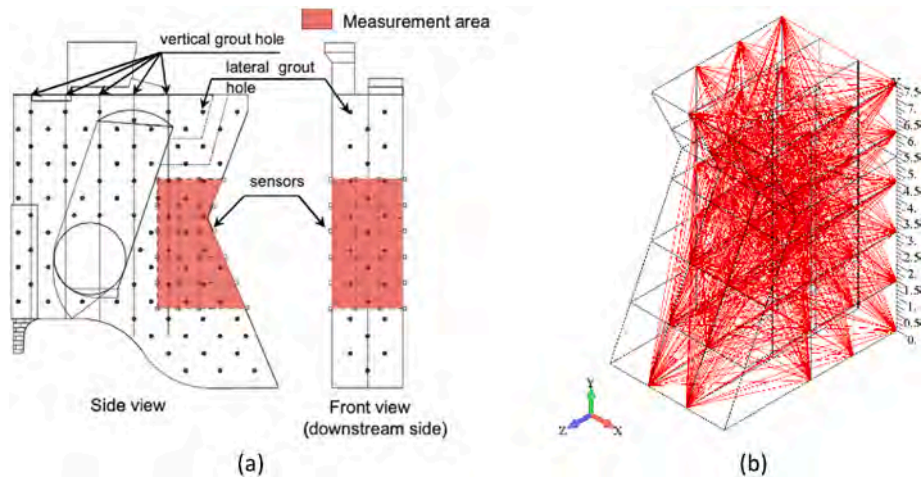 Measurement area
vertical grout hole
lateral grout
hole
sensors
Side view
Front view
(downstream side)
(a)
7.5
6.5
6.
5.5
5.
4.5
4.
3.5
3.
2.5
2.
1.5
1.
0.5
0.
Y
Z
X
(b)